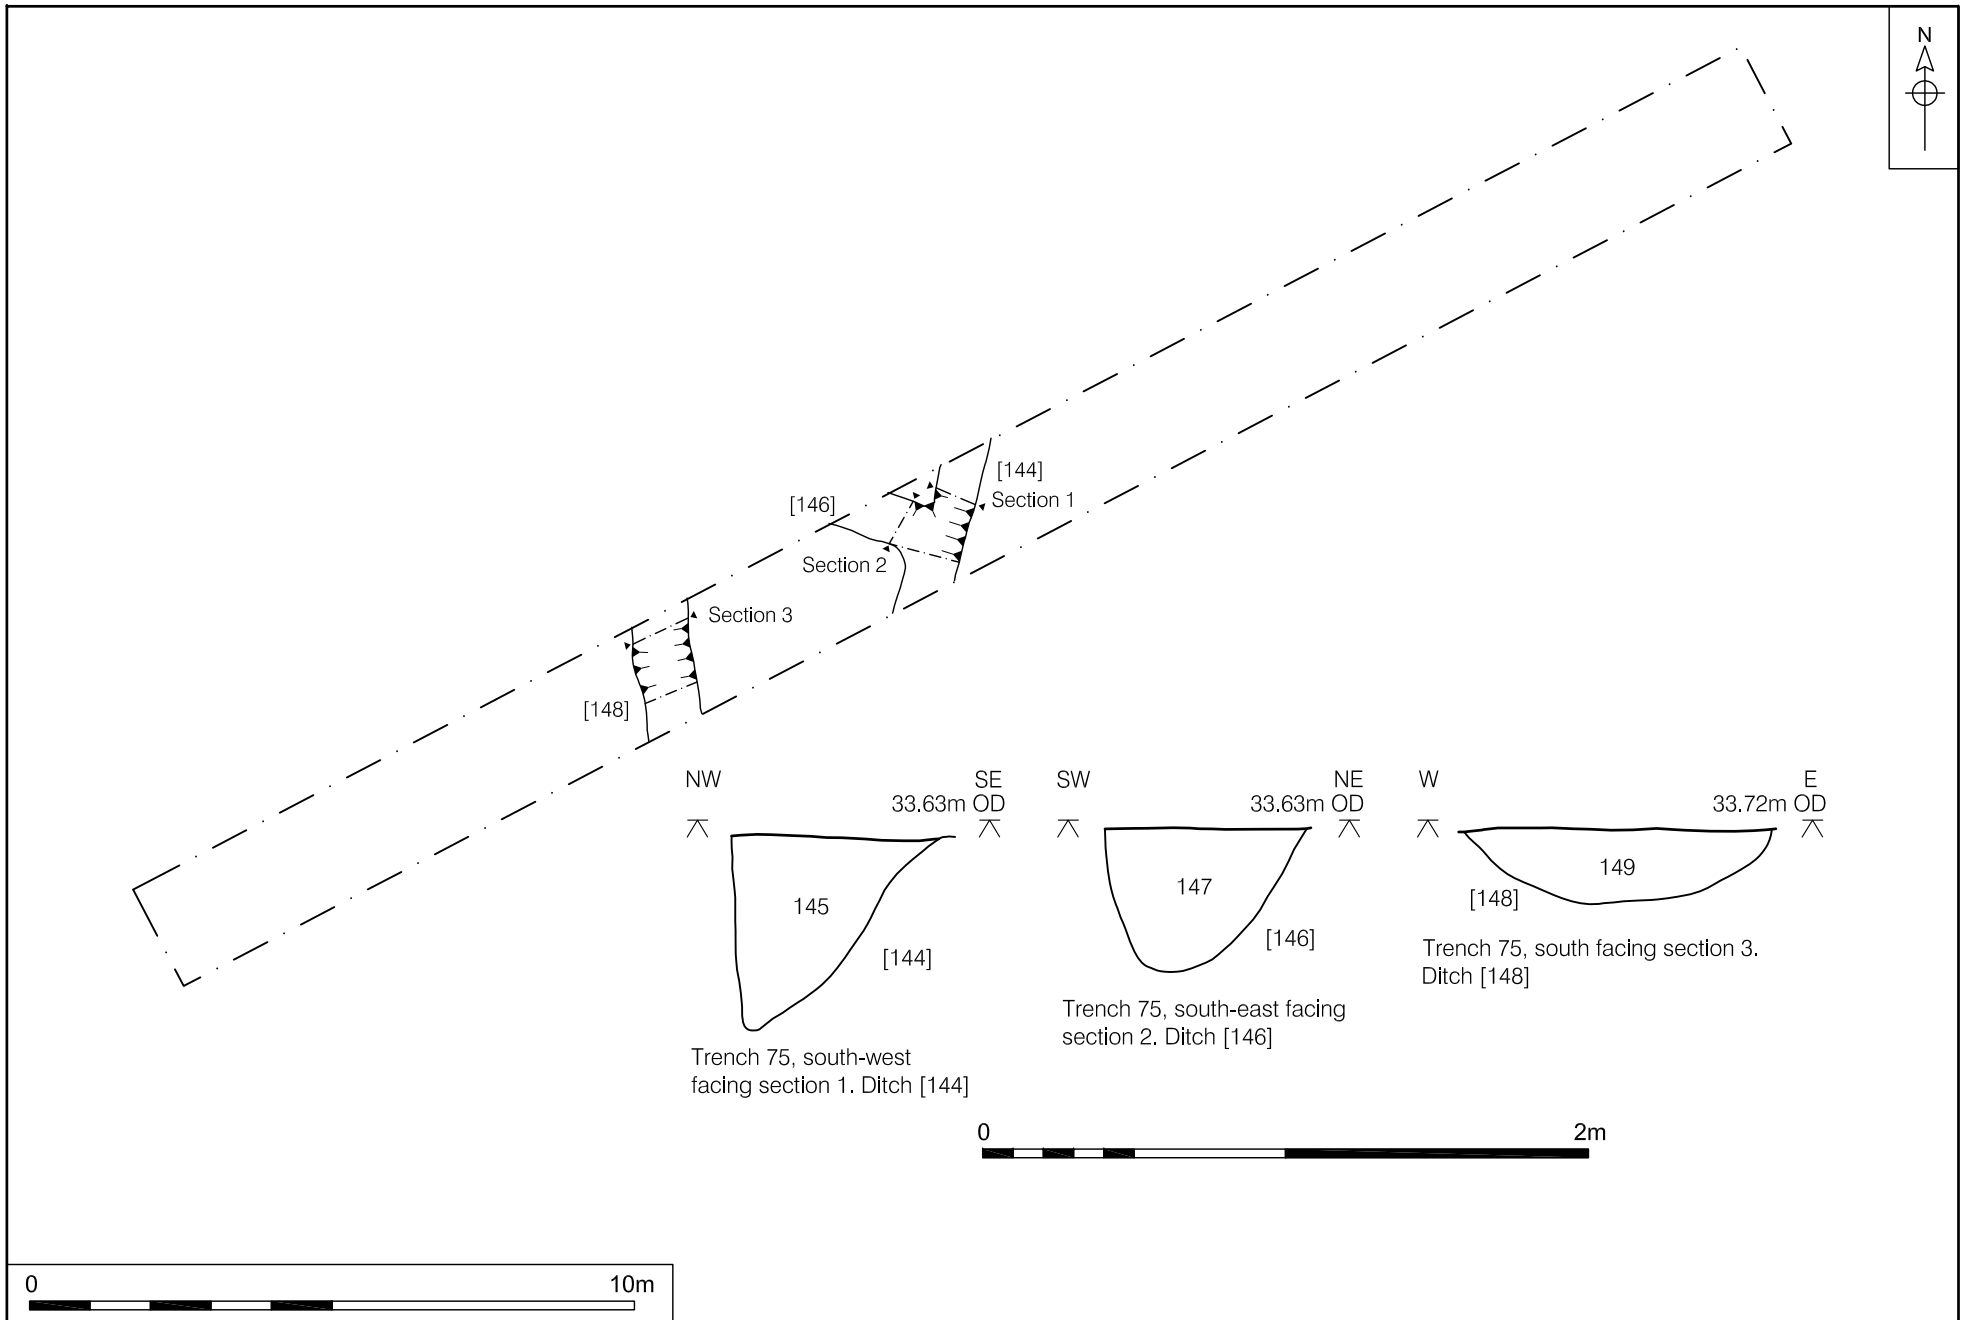 N
[144]
Section 1
[146]
Section 2
Section 3
[148]
NW
SE
33.63m OD
145
[144]
Trench 75, south-west
facing section 1. Ditch [144]
SW
NE
33.63m OD
147
[146]
Trench 75, south-east facing
section 2. Ditch [146]
W
E
33.72m OD
149
[148]
Trench 75, south facing section 3.
Ditch [148]
0
2m
0
10m